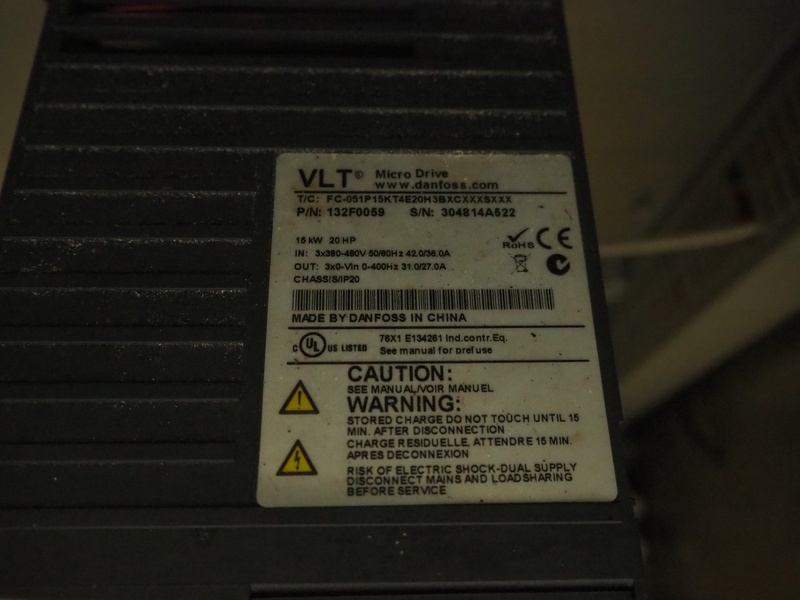 VLT® Micro Drive
www.danfoss.com
T/C: FC-051P15KT4E20H3BXCXXXSXXX
P/N: 132F0059 S/N: 304814A522
15 kW 20 HP
IN: 3x380-480V 50/60Hz 42.0/36.0A
OUT: 3x0-Vin 0-400Hz 31.0/27.0A
CHASSIS/IP20
RoHS CE
MADE BY DANFOSS IN CHINA
C UL US LISTED 76X1 E134261 Ind.contr.Eq.
See manual for prefuse
CAUTION:
SEE MANUAL/VOIR MANUEL
WARNING:
STORED CHARGE DO NOT TOUCH UNTIL 15
MIN. AFTER DISCONNECTION
CHARGE RESIDUELLE, ATTENDRE 15 MIN.
APRES DECONNEXION
RISK OF ELECTRIC SHOCK-DUAL SUPPLY
DISCONNECT MAINS AND LOADSHARING
BEFORE SERVICE